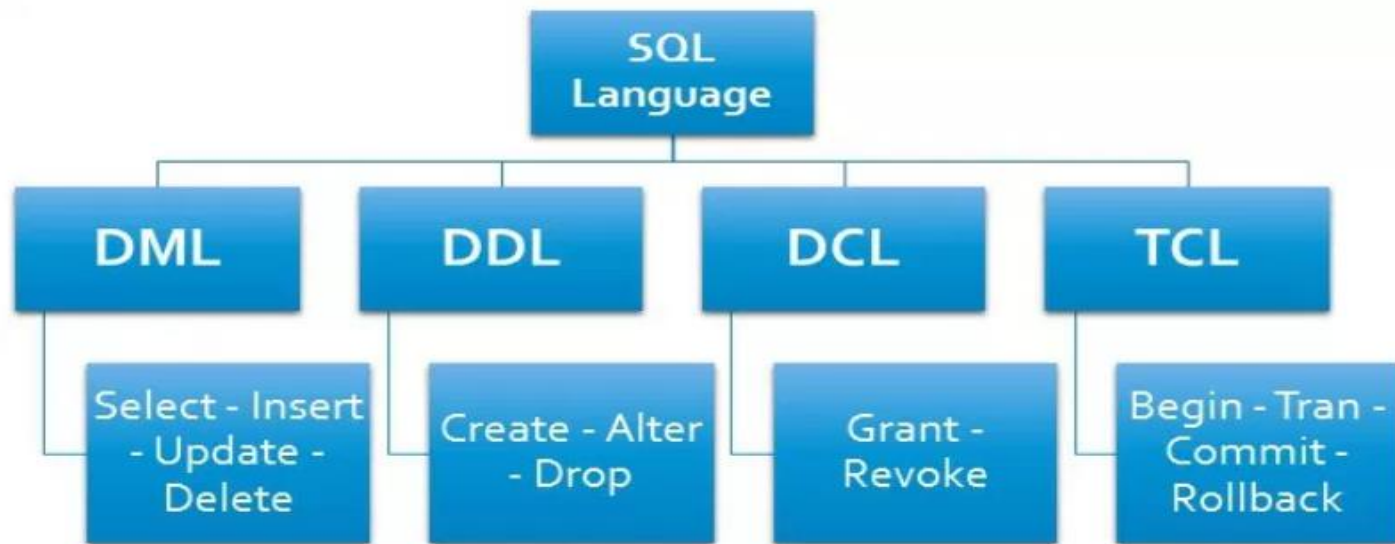 SQL
Language
DML
DDL
DCL
TCL
Select - Insert
- Update -
Delete
Create - Alter
- Drop
Grant -
Revoke
Begin - Tran -
Commit -
Rollback